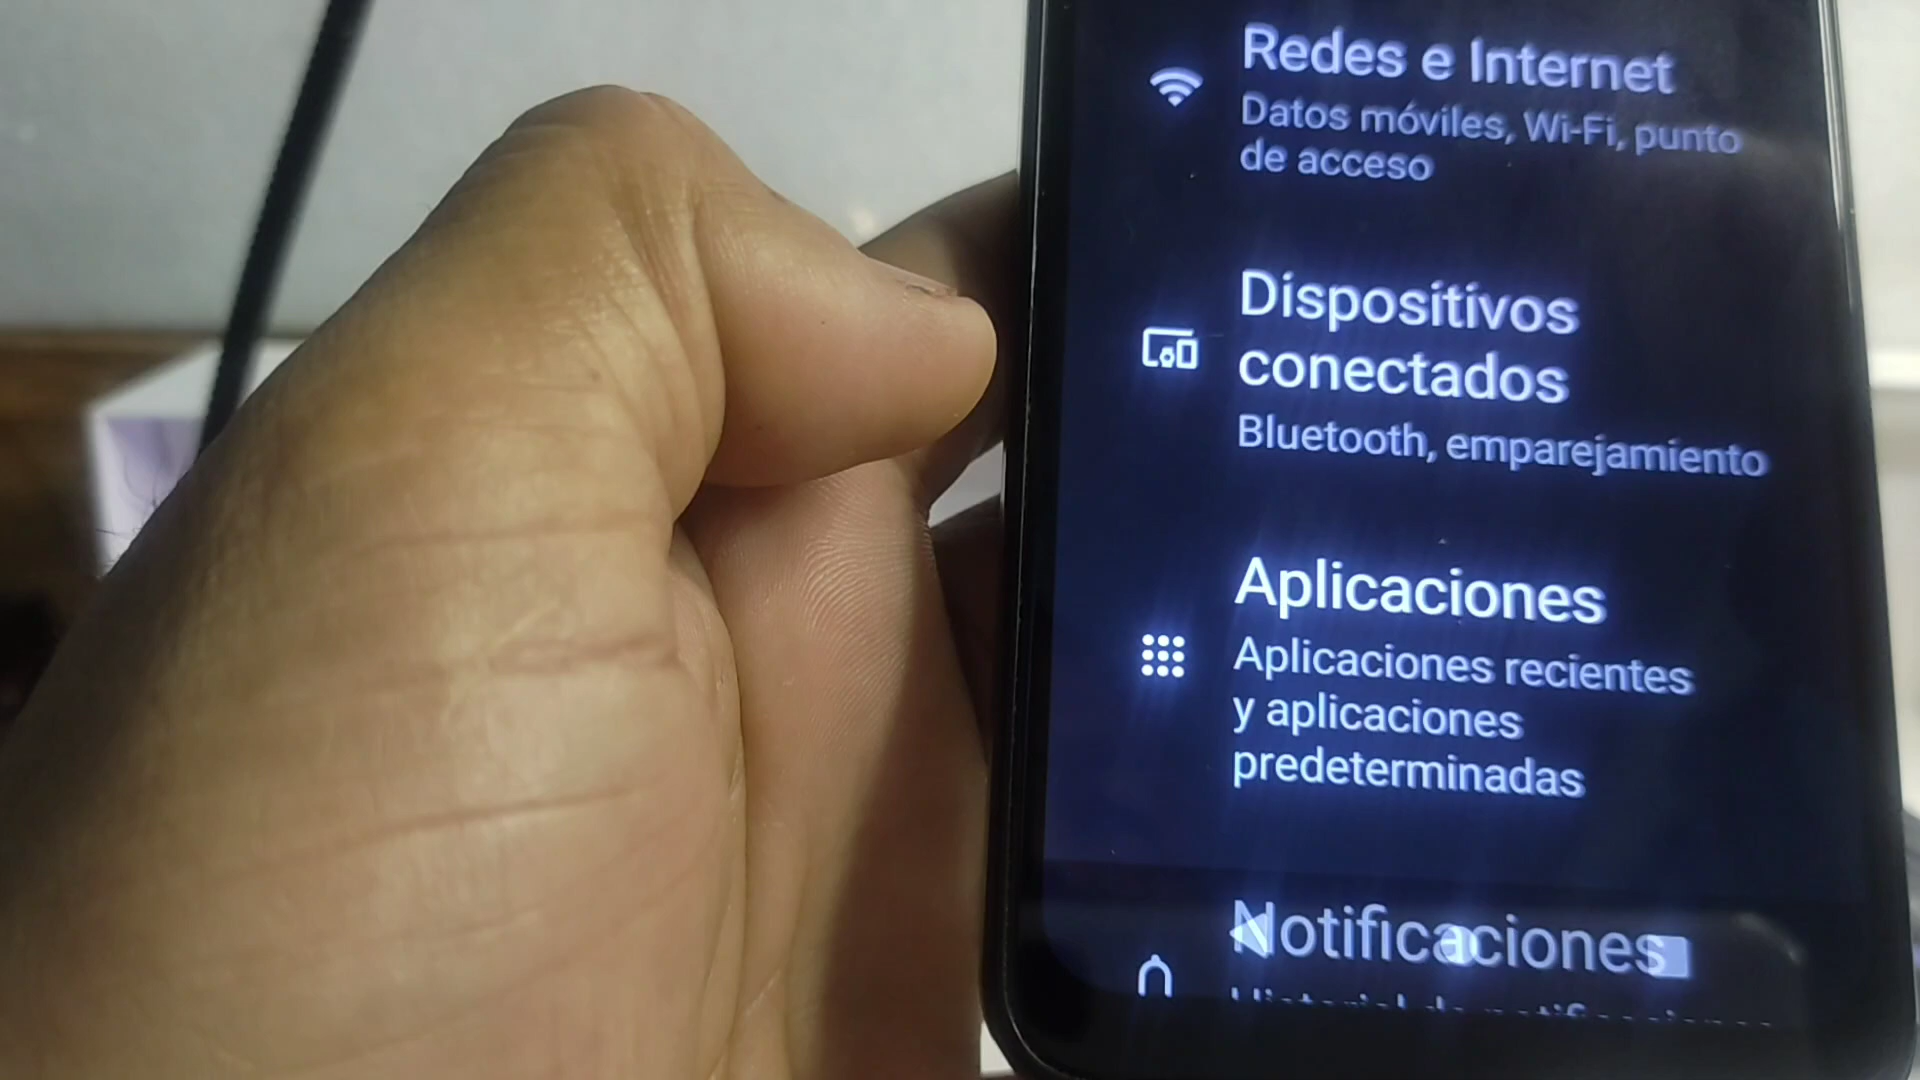 Redes e Internet
Datos móviles, Wi-Fi, punto
de acceso
Dispositivos
conectados
Bluetooth, emparejamiento
Aplicaciones
Aplicaciones recientes
y aplicaciones
predeterminadas
Notificaciones